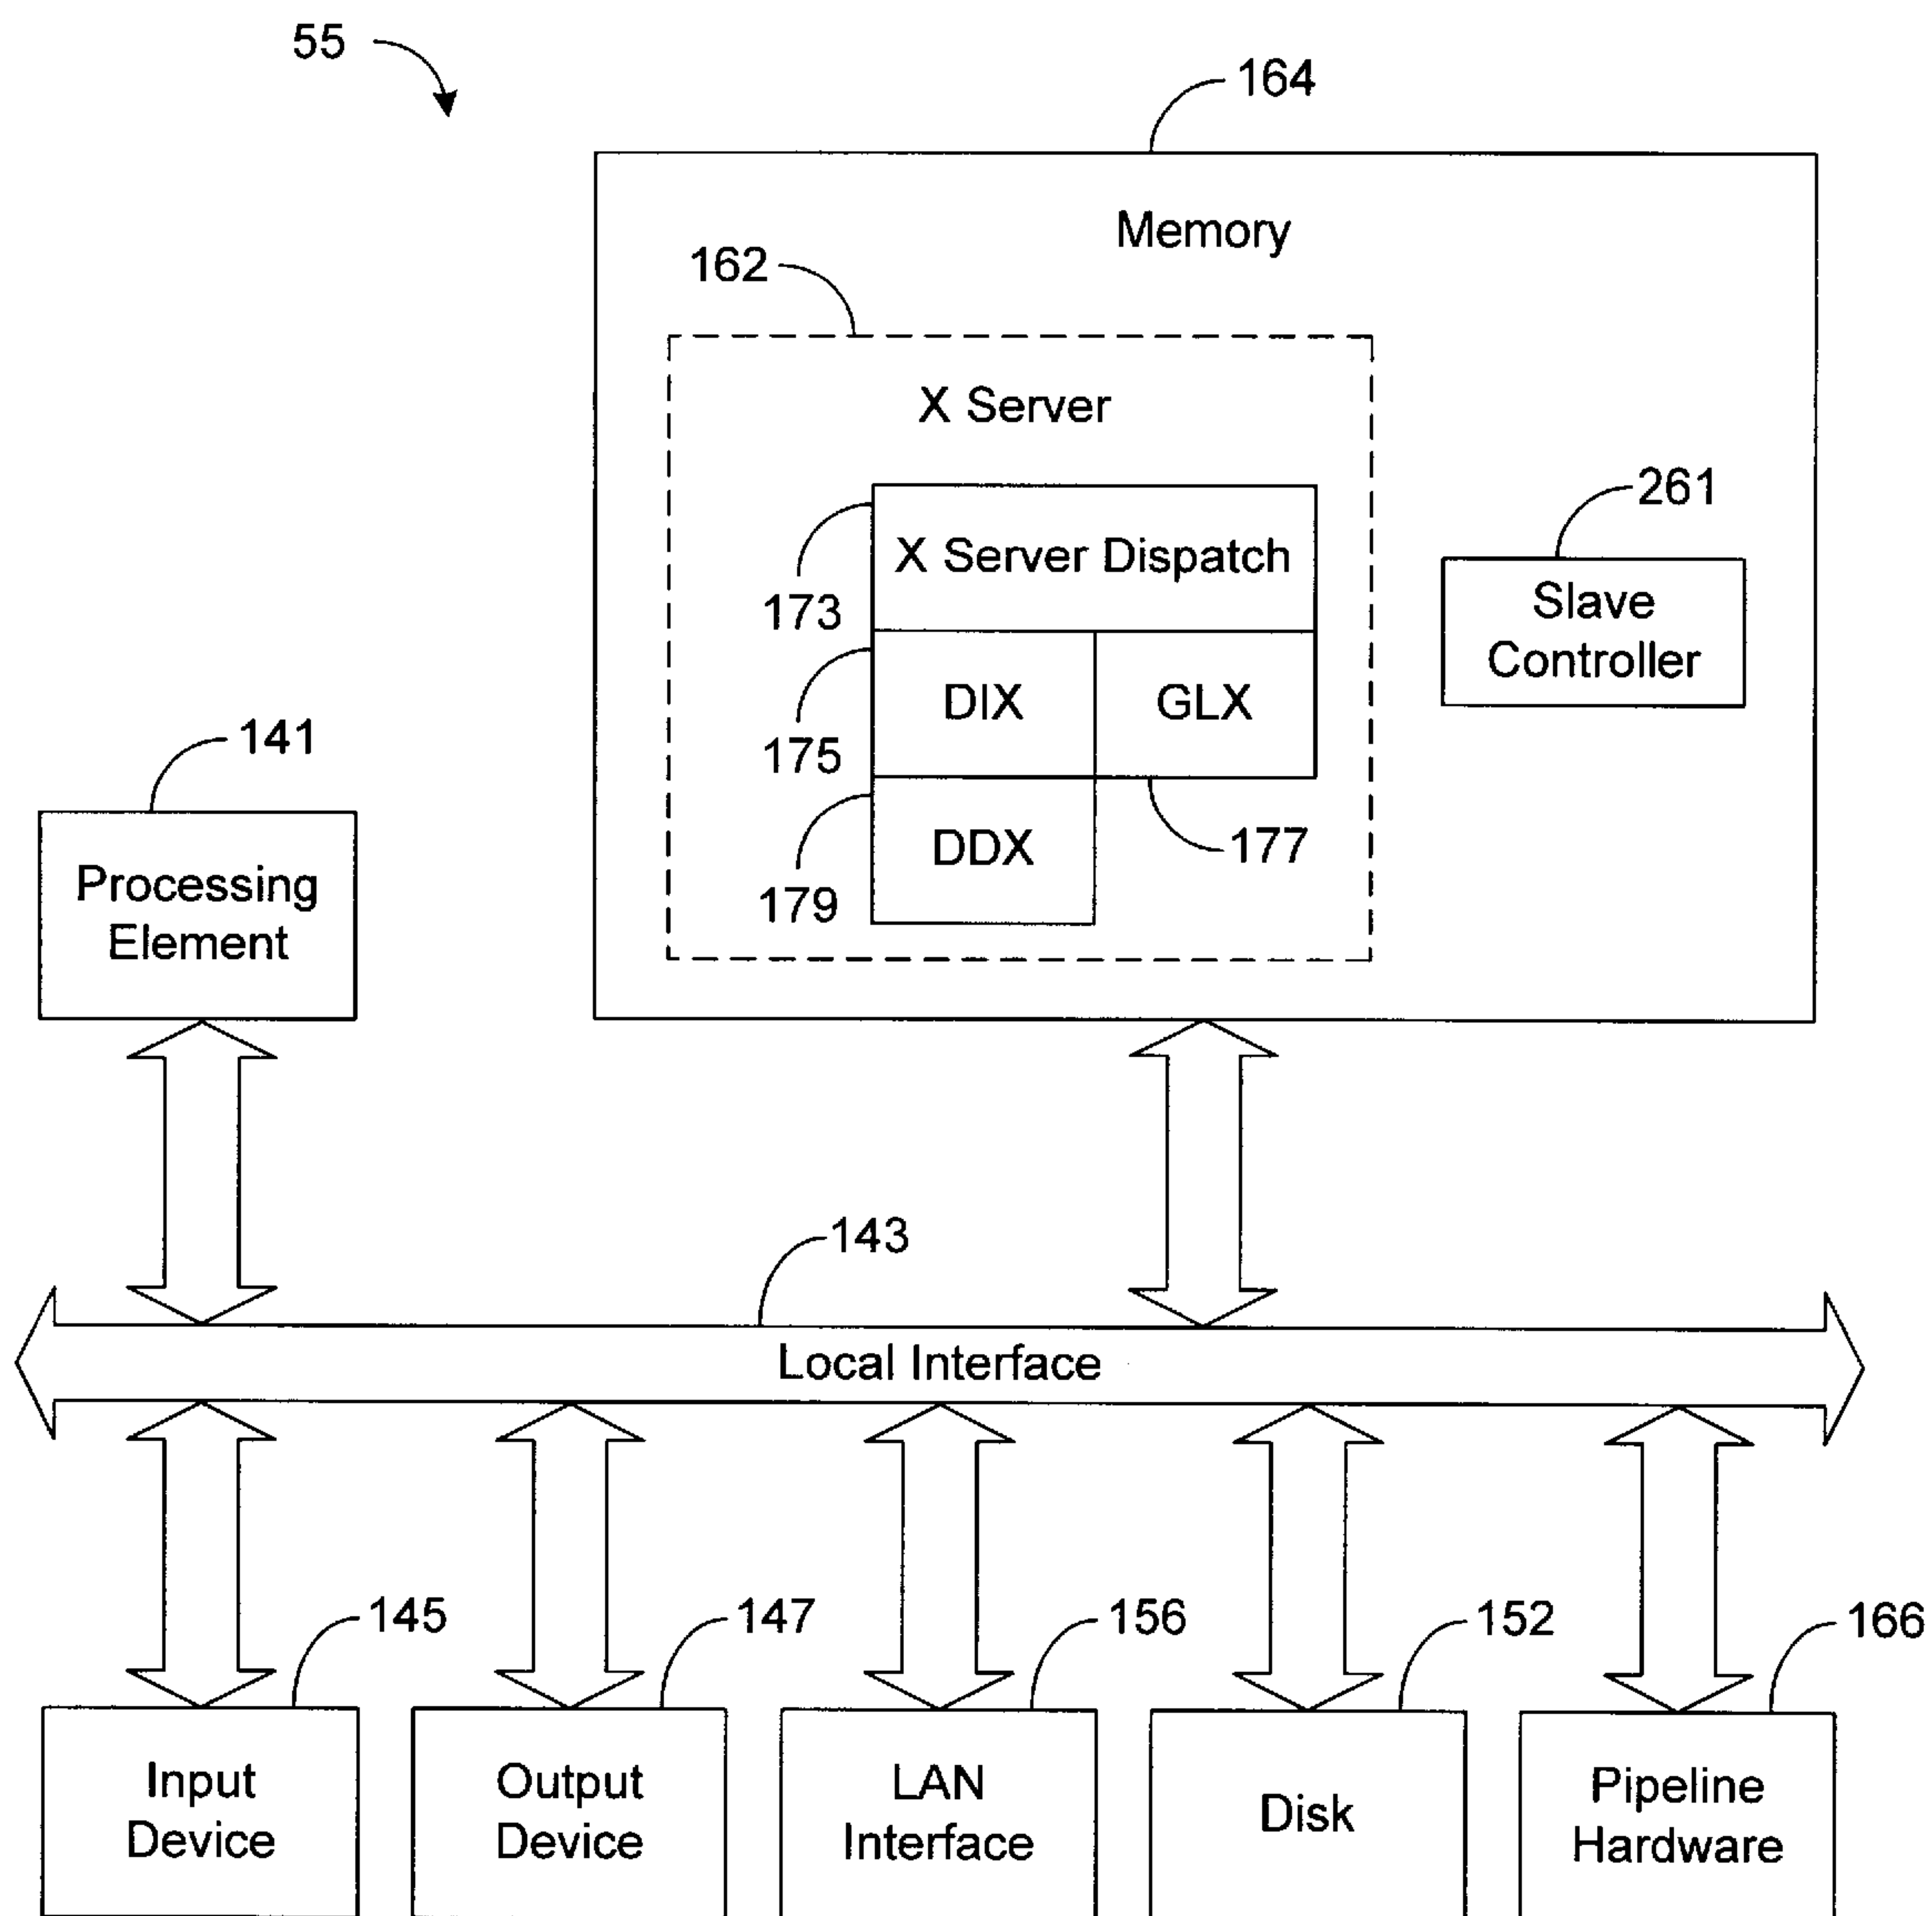 55
164
Memory
162
X Server
261
X Server Dispatch
173
Slave
Controller
DIX
GLX
175
141
DDX
177
179
Processing
Element
143
Local Interface
145
147
156
152
166
Input
Device
Output
Device
LAN
Interface
Disk
Pipeline
Hardware